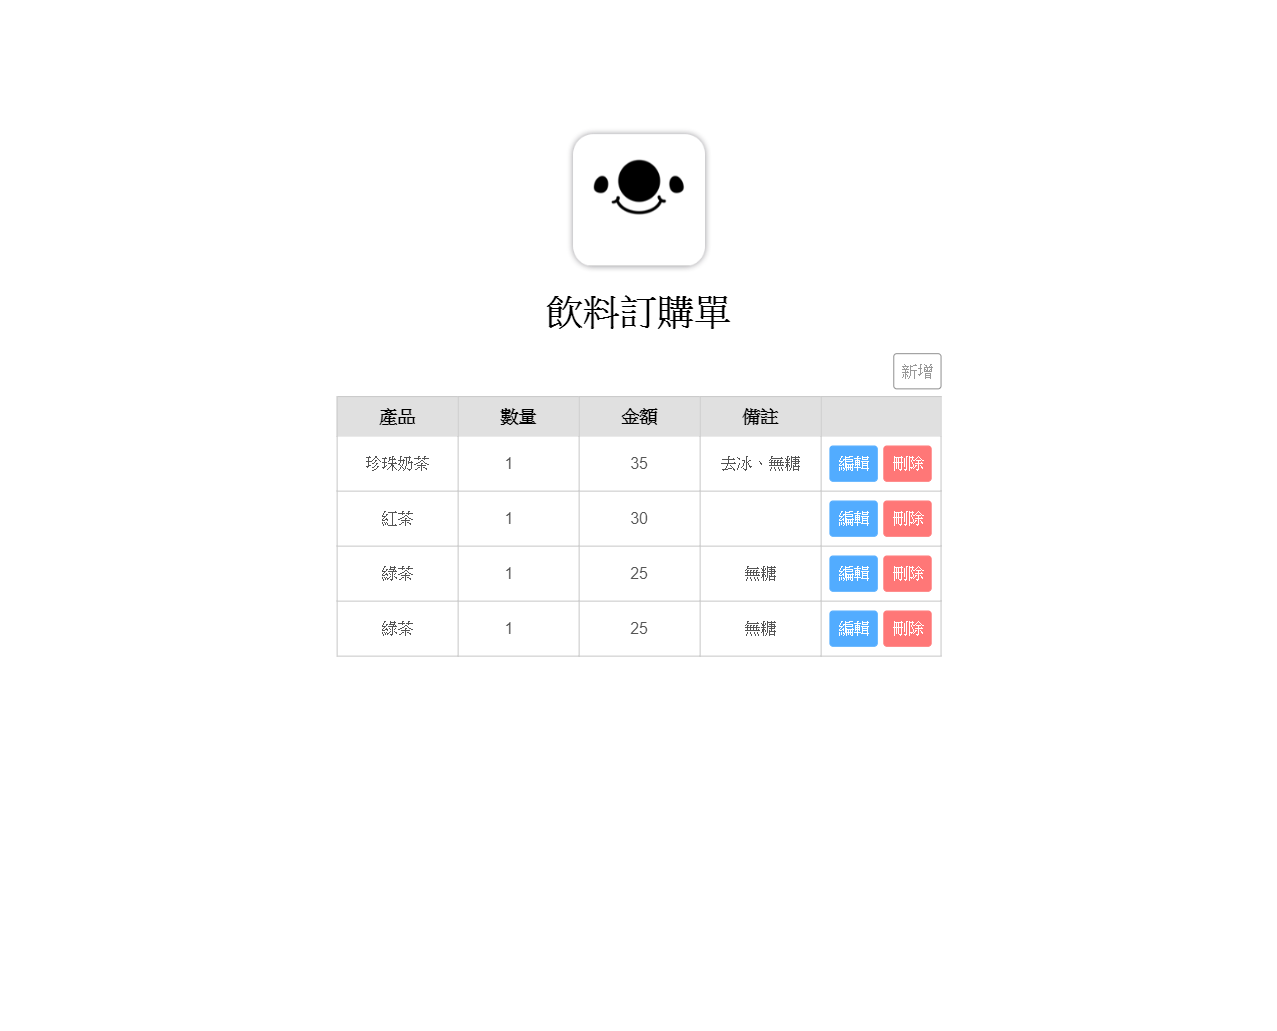 飲料訂購單
新增
產品 數量 金額 備註
珍珠奶茶 1 35 去冰、無糖 編輯 刪除
紅茶 1 30 編輯 刪除
綠茶 1 25 無糖 編輯 刪除
綠茶 1 25 無糖 編輯 刪除